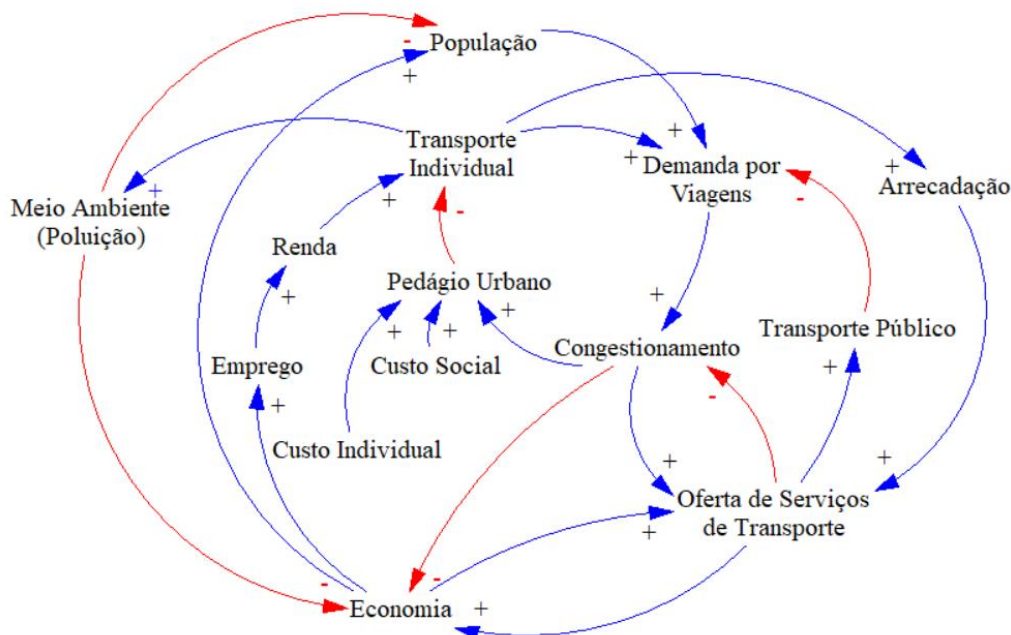 -
População
+
Transporte
Individual
+
+
Demanda por
Viagens
+
Arrecadação
+
Meio Ambiente
(Poluição)
+
-
-
Renda
+
Pedágio Urbano
+
+
+
+
Transporte Público
+
Congestionamento
-
Emprego
+
Custo Social
Custo Individual
+
+
Oferta de Serviços
de Transporte
+
-
-
Economia
+